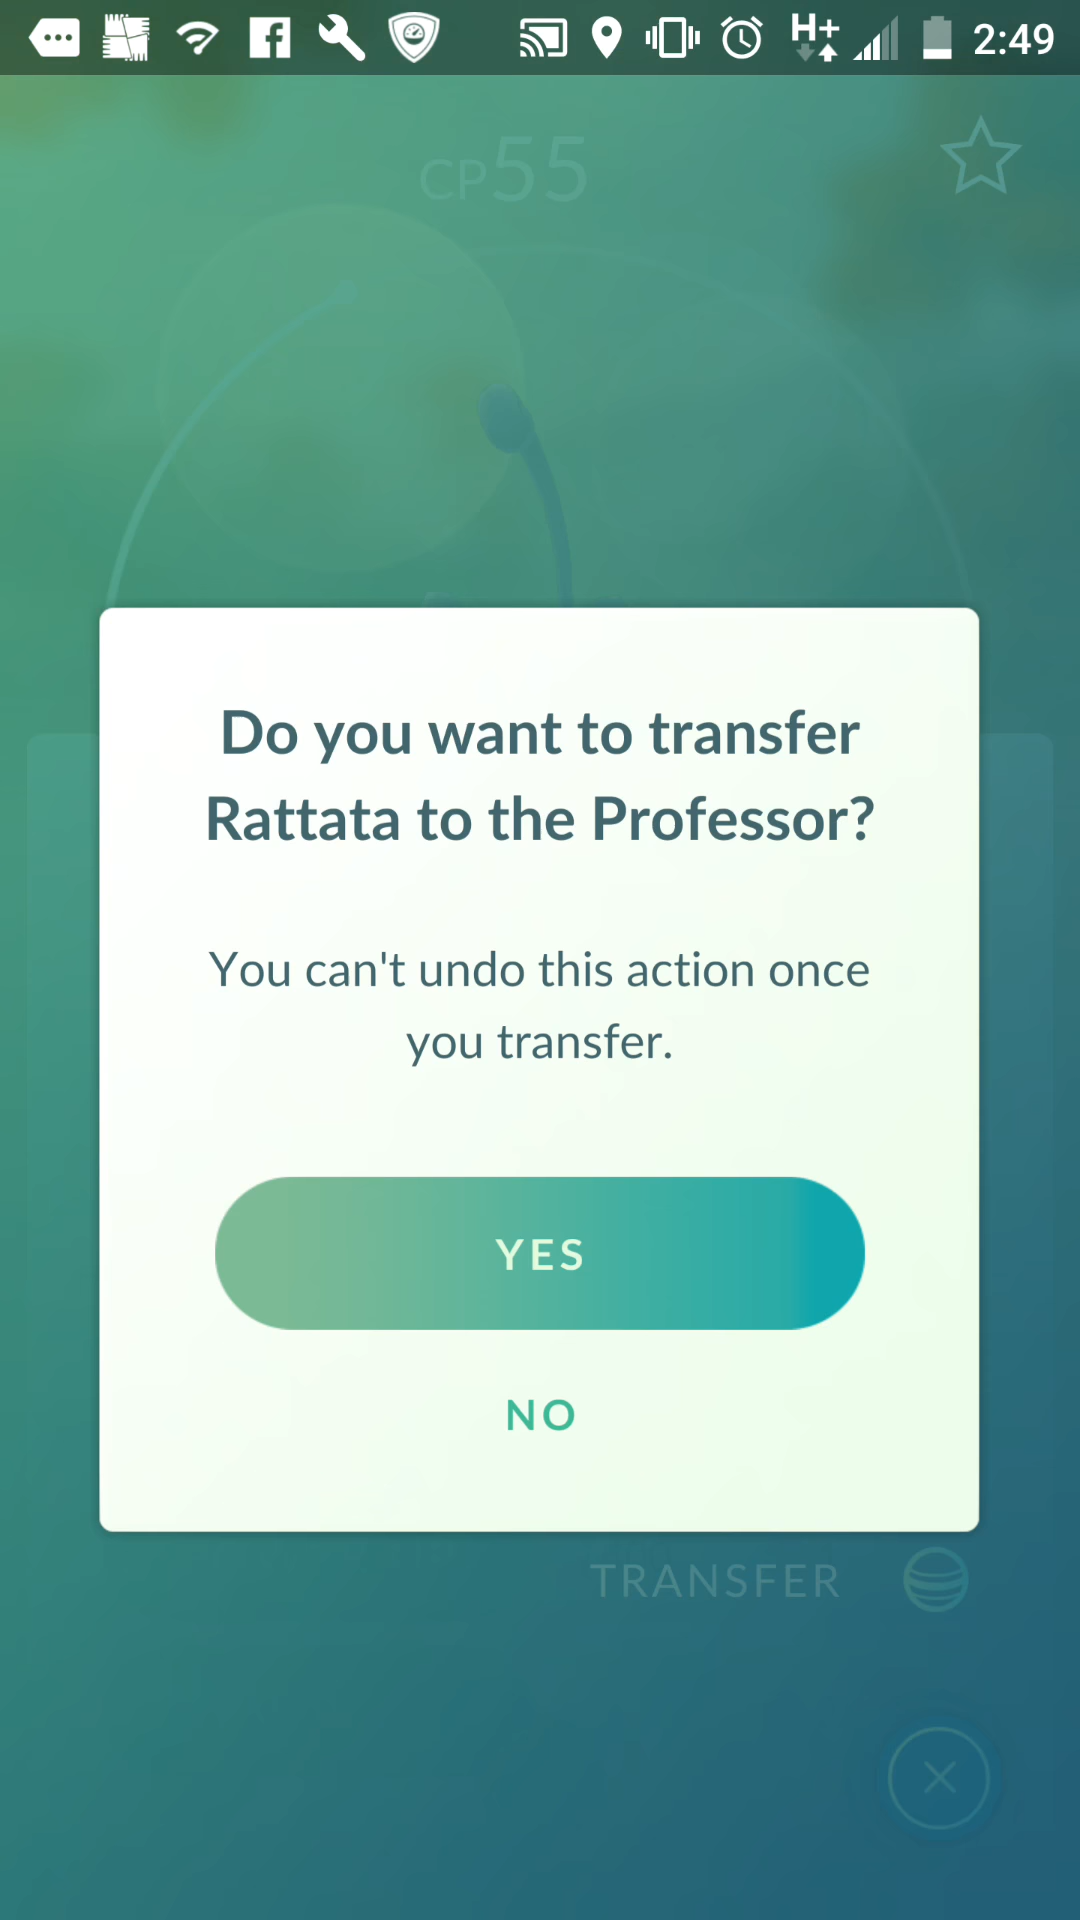 H+ 2:49
CP55
Do you want to transfer
Rattata to the Professor?
You can't undo this action once
you transfer.
YES
NO
TRANSFER